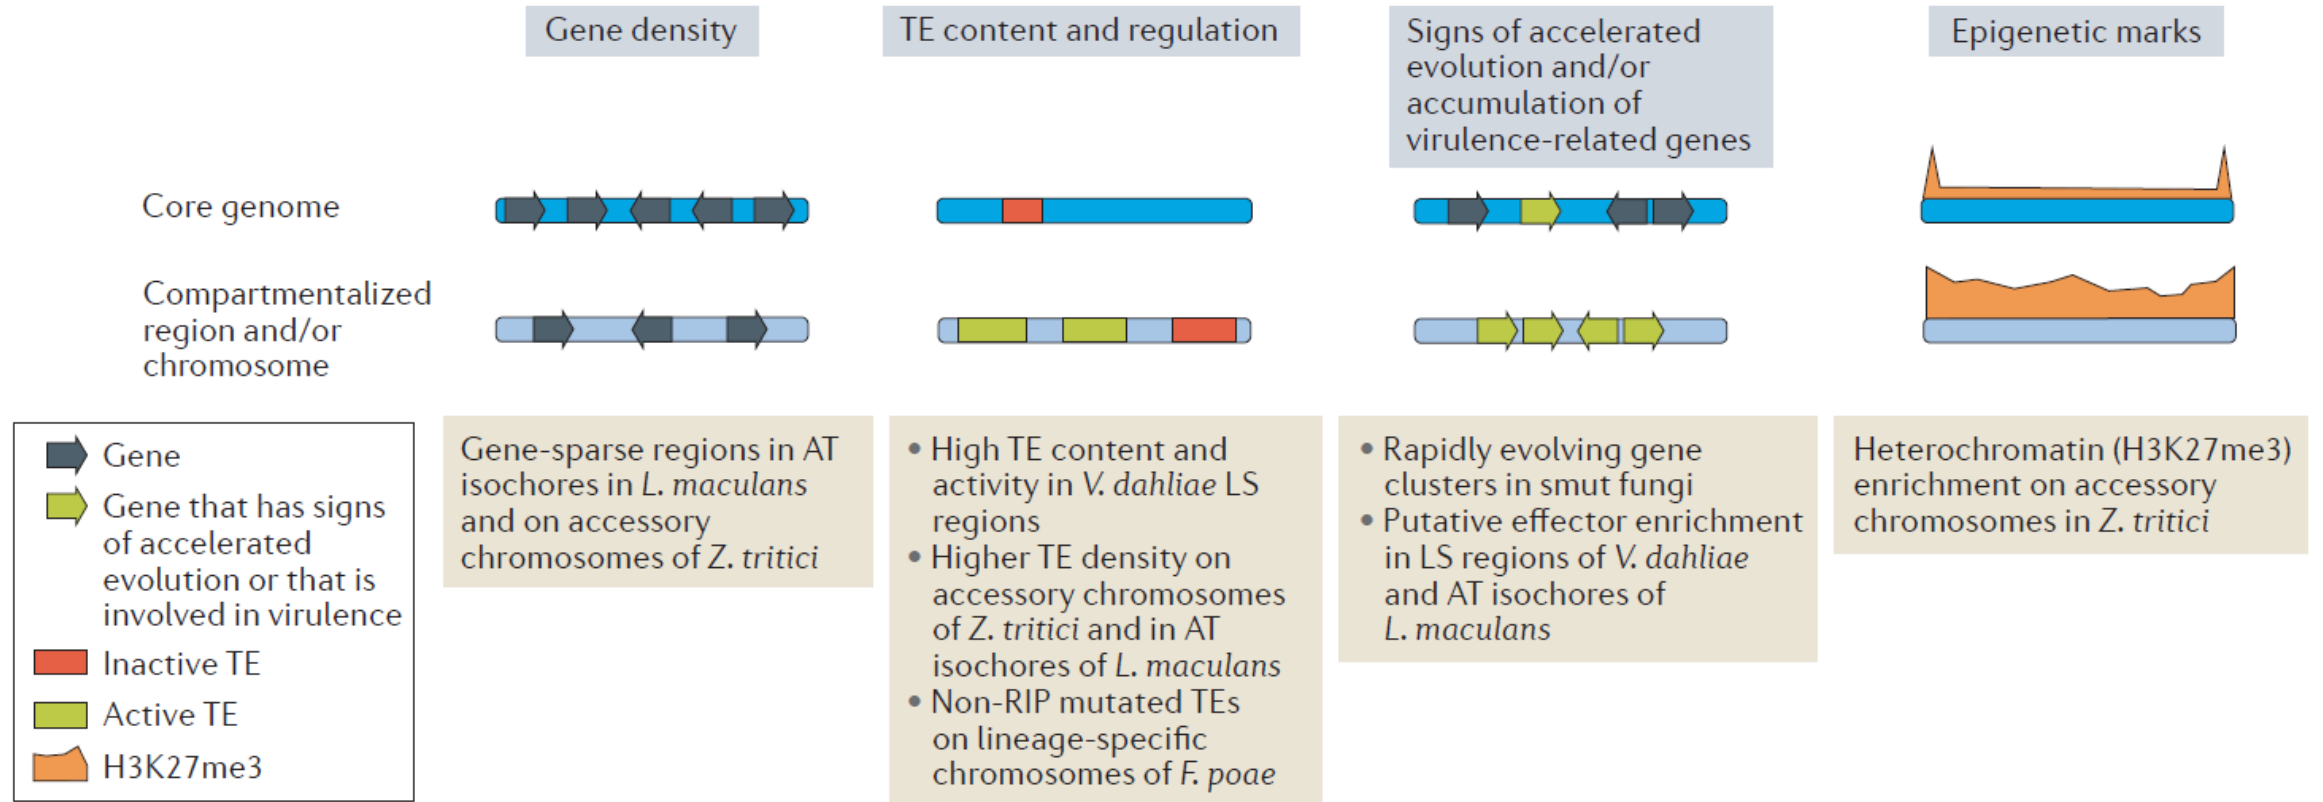 Gene density
TE content and regulation
Signs of accelerated
evolution and/or
accumulation of
virulence-related genes
Epigenetic marks
Core genome
Compartmentalized
region and/or
chromosome
Gene
Gene that has signs
of accelerated
evolution or that is
involved in virulence
Inactive TE
Active TE
H3K27me3
Gene-sparse regions in AT
isochores in L. maculans
and on accessory
chromosomes of Z. tritici
• High TE content and
activity in V. dahliae LS
regions
• Higher TE density on
accessory chromosomes
of Z. tritici and in AT
isochores of L. maculans
• Non-RIP mutated TEs
on lineage-specific
chromosomes of F. poae
• Rapidly evolving gene
clusters in smut fungi
• Putative effector enrichment
in LS regions of V. dahliae
and AT isochores of
L. maculans
Heterochromatin (H3K27me3)
enrichment on accessory
chromosomes in Z. tritici